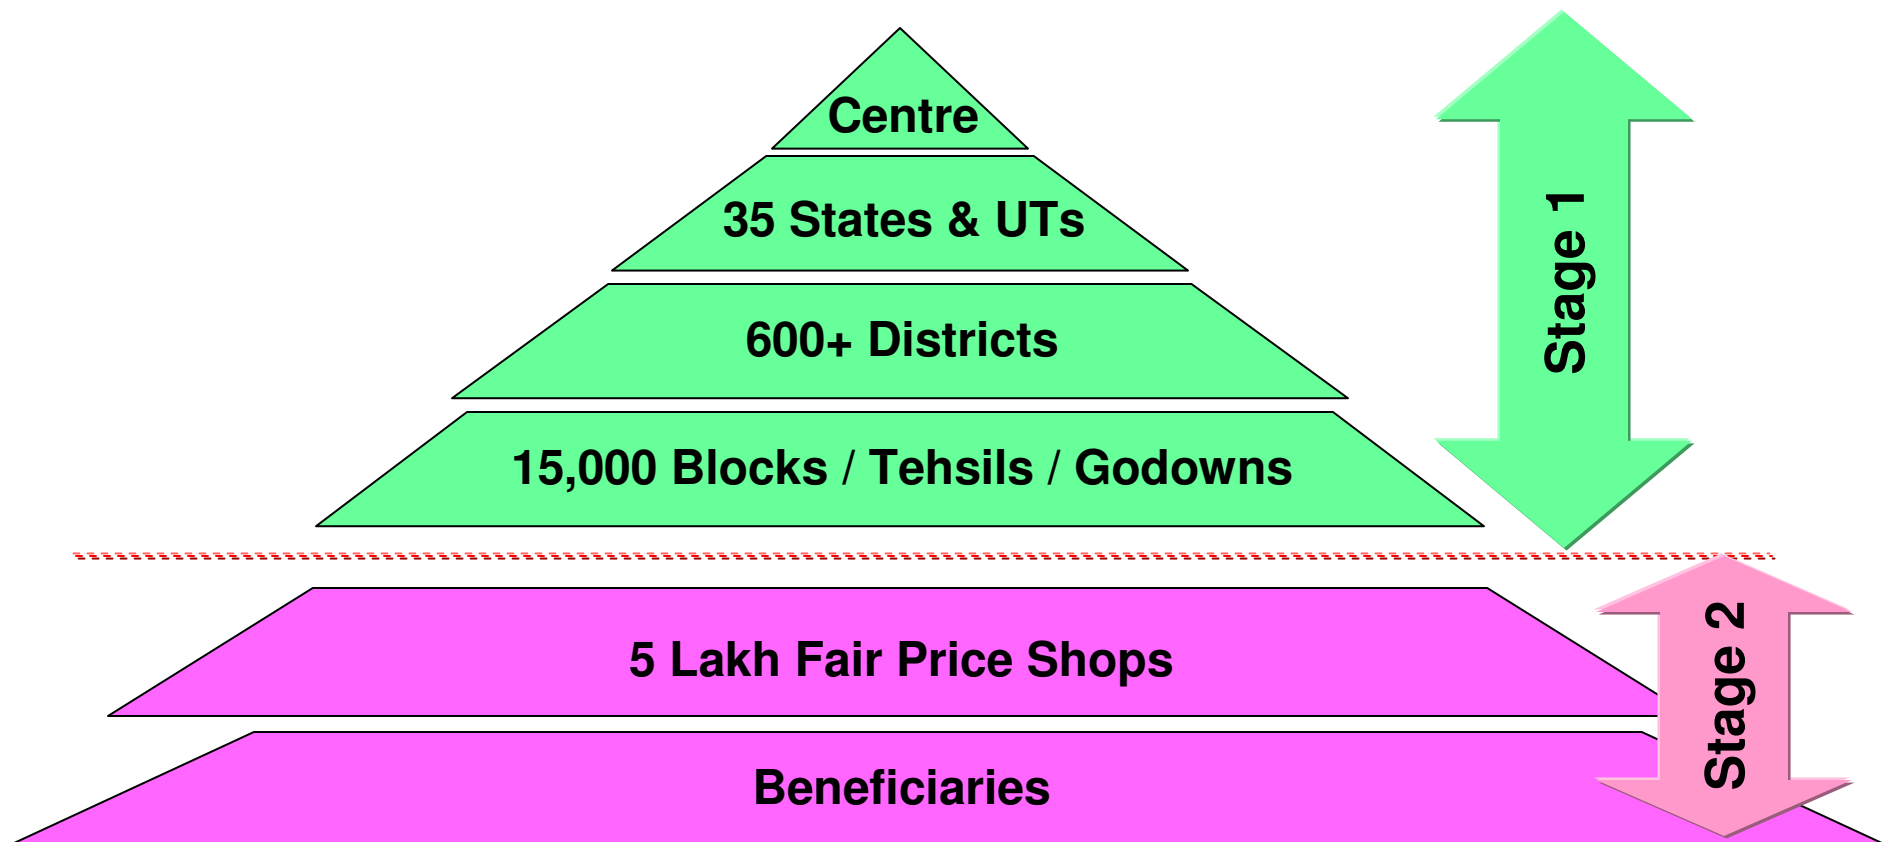 Centre
35 States & UTs
600+ Districts
15,000 Blocks / Tehsils / Godowns
Stage 1
5 Lakh Fair Price Shops
Beneficiaries
Stage 2